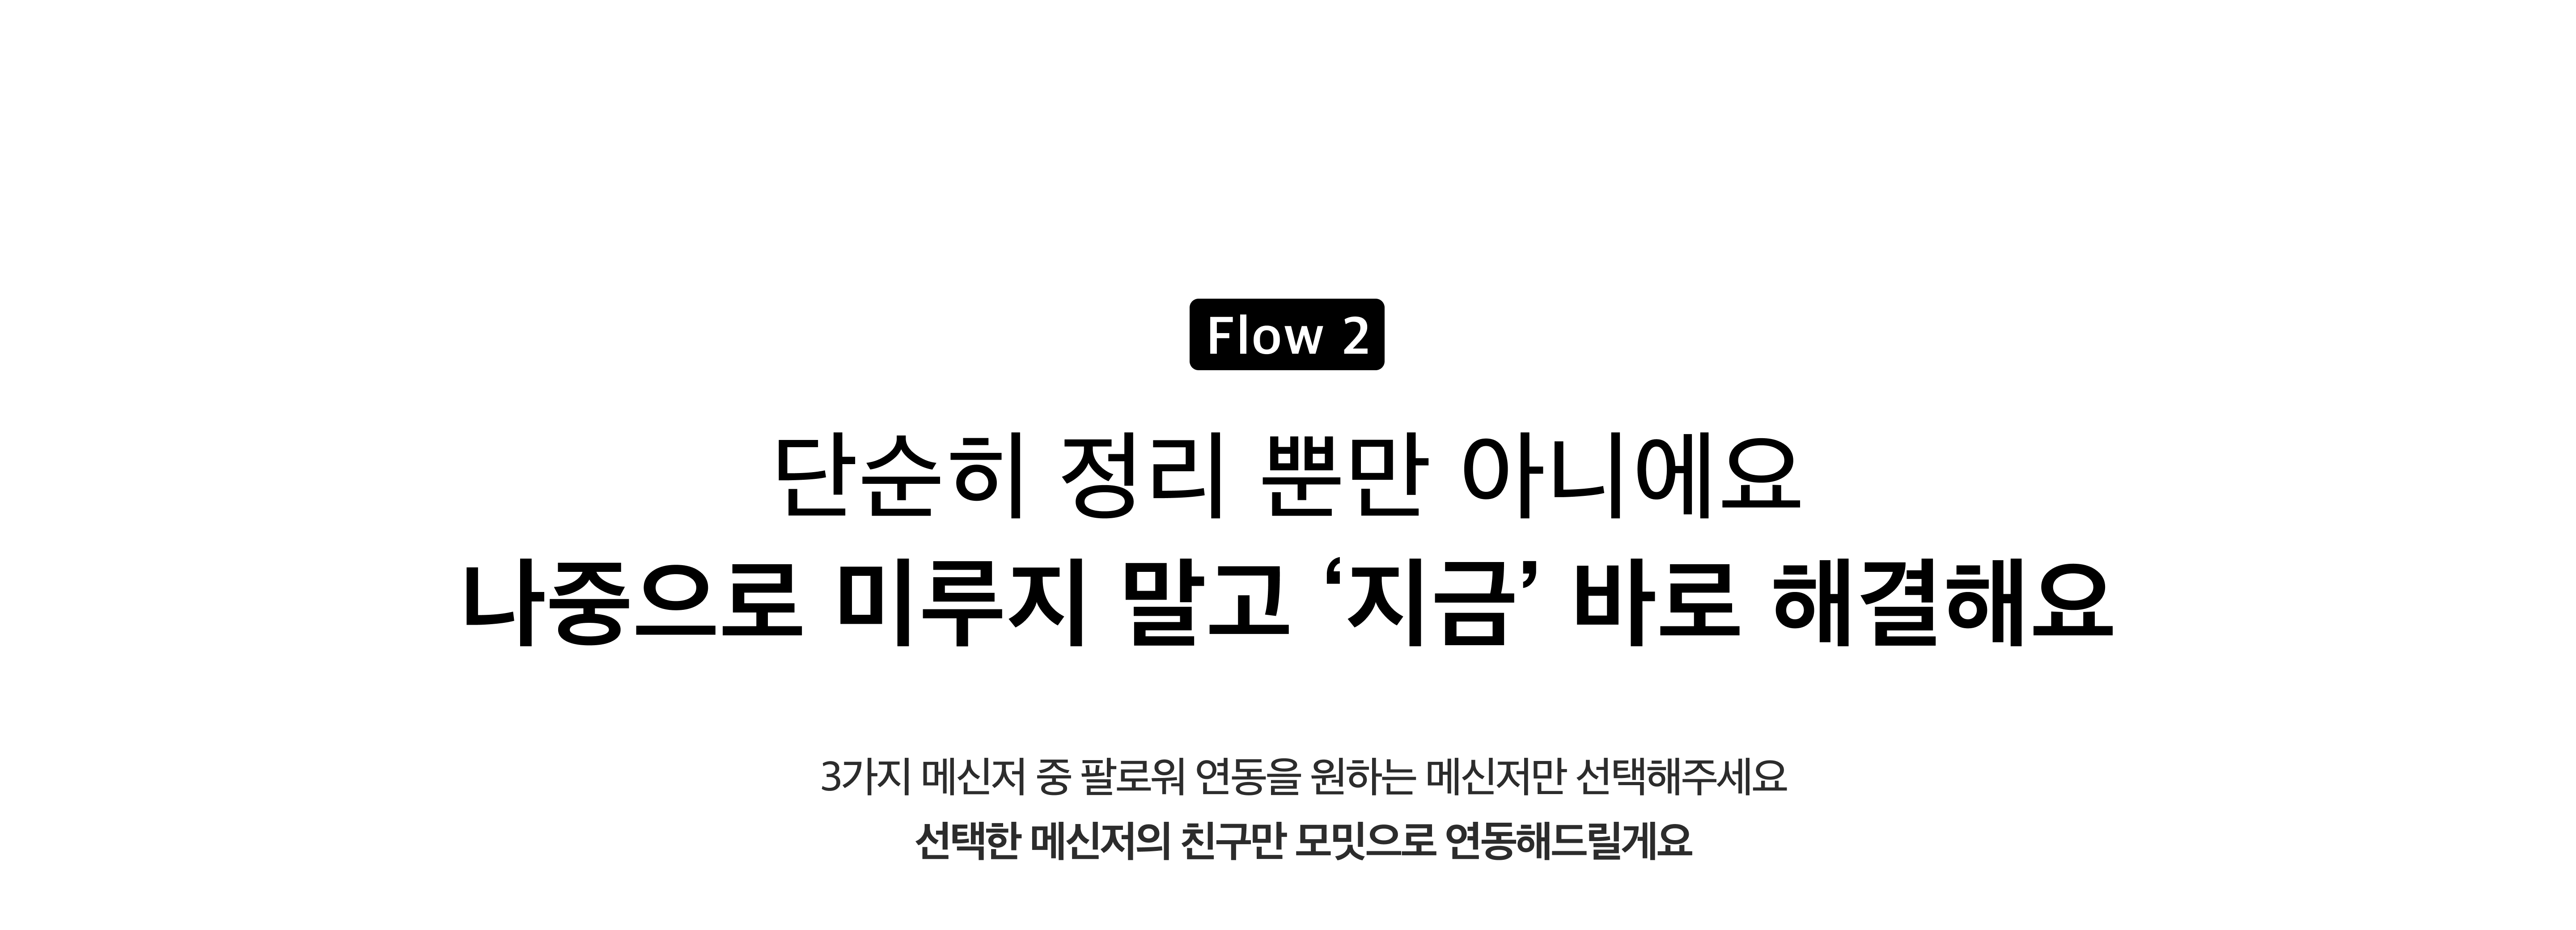 Flow 2
단순히 정리 뿐만 아니에요
나중으로 미루지 말고 ‘지금’ 바로 해결해요
3가지 메신저 중 팔로워 연동을 원하는 메신저만 선택해주세요
선택한 메신저의 친구만 모밋으로 연동해드릴게요